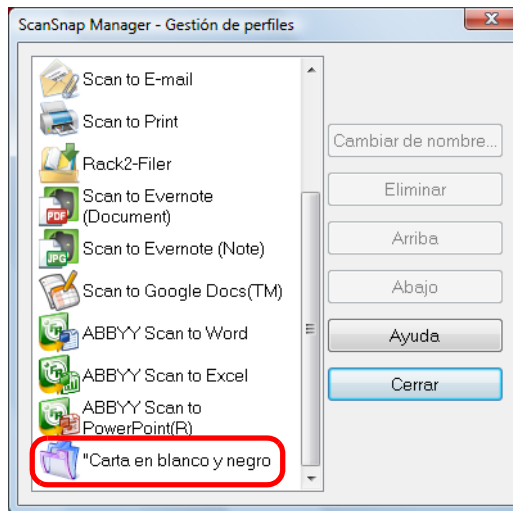 ScanSnap Manager - Gestión de perfiles
Scan to E-mail
Scan to Print
Rack2-Filer
Scan to Evernote
(Document)
Scan to Evernote (Note)
Scan to Google Docs(TM)
ABBYY Scan to Word
ABBYY Scan to Excel
ABBYY Scan to
PowerPoint(R)
"Carta en blanco y negro
Cambiar de nombre...
Eliminar
Arriba
Abajo
Ayuda
Cerrar
PDF
JPG